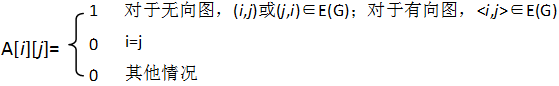 1 对于无向图，(i,j)或(j,i)∈E(G)；对于有向图，<i,j>∈E(G)
A[i][j]= 0 i=j
0 其他情况